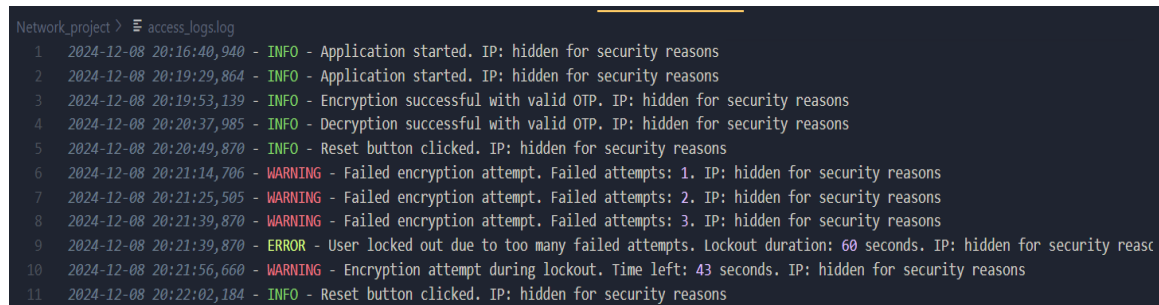 Network_project > access_logs.log
1 2024-12-08 20:16:40,940 - INFO - Application started. IP: hidden for security reasons
2 2024-12-08 20:19:29,864 - INFO - Application started. IP: hidden for security reasons
3 2024-12-08 20:19:53,139 - INFO - Encryption successful with valid OTP. IP: hidden for security reasons
4 2024-12-08 20:20:37,985 - INFO - Decryption successful with valid OTP. IP: hidden for security reasons
5 2024-12-08 20:20:49,870 - INFO - Reset button clicked. IP: hidden for security reasons
6 2024-12-08 20:21:14,706 - WARNING - Failed encryption attempt. Failed attempts: 1. IP: hidden for security reasons
7 2024-12-08 20:21:25,505 - WARNING - Failed encryption attempt. Failed attempts: 2. IP: hidden for security reasons
8 2024-12-08 20:21:39,870 - WARNING - Failed encryption attempt. Failed attempts: 3. IP: hidden for security reasons
9 2024-12-08 20:21:39,870 - ERROR - User locked out due to too many failed attempts. Lockout duration: 60 seconds. IP: hidden for security reasc
10 2024-12-08 20:21:56,660 - WARNING - Encryption attempt during lockout. Time left: 43 seconds. IP: hidden for security reasons
11 2024-12-08 20:22:02,184 - INFO - Reset button clicked. IP: hidden for security reasons